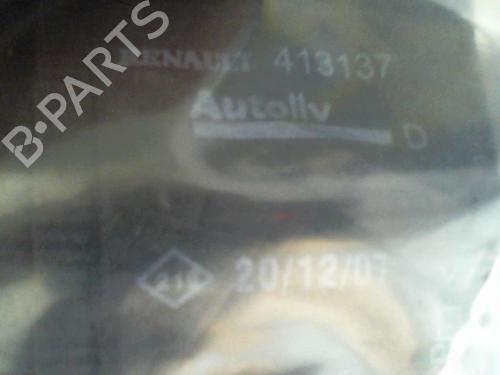 B-PARTS
RENAULT 413137
Autoliv
D
20/12/07